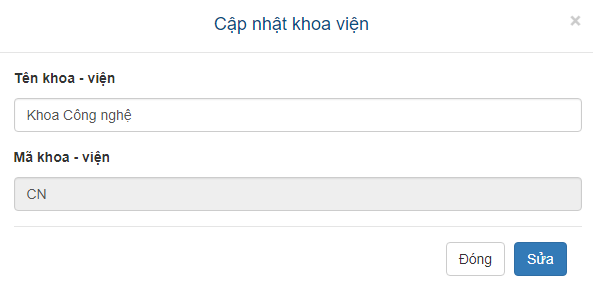 Cập nhật khoa viện
×
Tên khoa - viện
Khoa Công nghệ
Mã khoa - viện
CN
Đóng Sửa